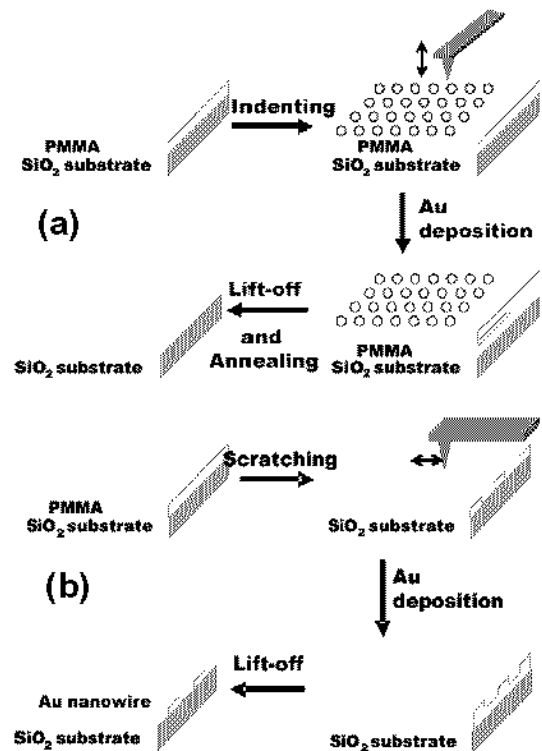 Indenting
PMMA
SiO₂ substrate
PMMA
SiO₂ substrate
(a)
Au
deposition
Lift-off
and
Annealing
SiO₂ substrate
PMMA
SiO₂ substrate
Scratching
PMMA
SiO₂ substrate
SiO₂ substrate
(b)
Au
deposition
Lift-off
Au nanowire
SiO₂ substrate
SiO₂ substrate